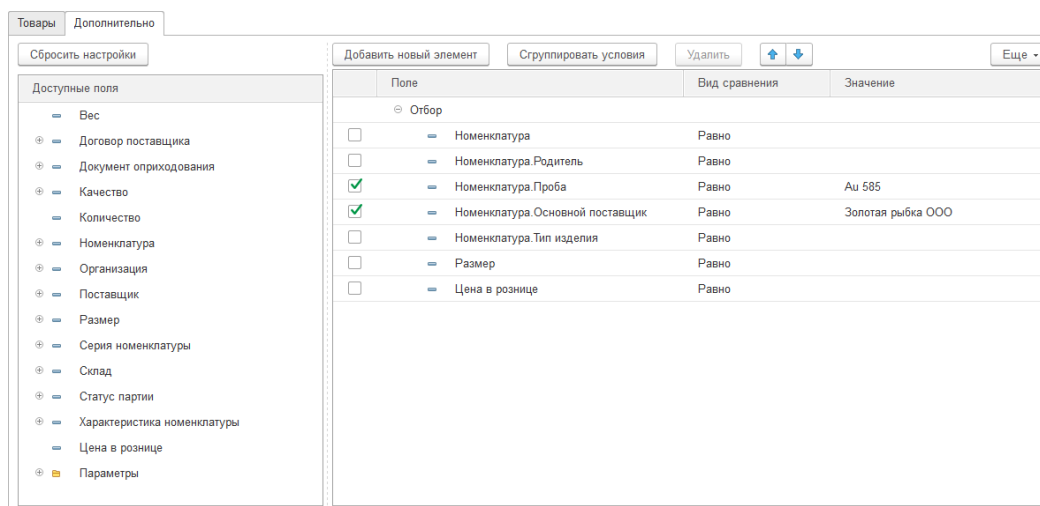 Товары Дополнительно
Сбросить настройки Добавить новый элемент Сгруппировать условия Удалить Еще
Доступные поля
Вес
Договор поставщика
Документ оприходования
Качество
Количество
Номенклатура
Организация
Поставщик
Размер
Серия номенклатуры
Склад
Статус партии
Характеристика номенклатуры
Цена в рознице
Параметры
Поле Вид сравнения Значение
Отбор
Номенклатура Равно
Номенклатура.Родитель Равно
Номенклатура.Проба Равно Au 585
Номенклатура.Основной поставщик Равно Золотая рыбка ООО
Номенклатура.Тип изделия Равно
Размер Равно
Цена в рознице Равно